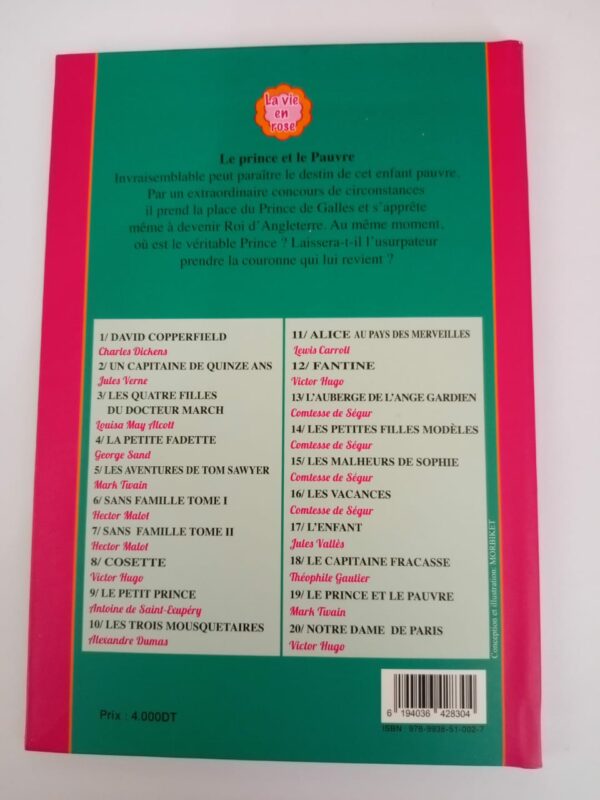 La vie
en
rose
Le prince et le Pauvre
Invraisemblable peut paraître le destin de cet enfant pauvre.
Par un extraordinaire concours de circonstances
il prend la place du Prince de Galles et s'apprête
même à devenir Roi d'Angleterre. Au même moment,
où est le véritable Prince ? Laissera-t-il l'usurpateur
prendre la couronne qui lui revient ?
1/ DAVID COPPERFIELD
Charles Dickens
2/ UN CAPITAINE DE QUINZE ANS
Jules Verne
3/ LES QUATRE FILLES
DU DOCTEUR MARCH
Louisa May Alcott
4/ LA PETITE FADETTE
George Sand
5/ LES AVENTURES DE TOM SAWYER
Mark Twain
6/ SANS FAMILLE TOME I
Hector Malot
7/ SANS FAMILLE TOME II
Hector Malot
8/ COSETTE
Victor Hugo
9/ LE PETIT PRINCE
Antoine de Saint-Exupéry
10/ LES TROIS MOUSQUETAIRES
Alexandre Dumas
11/ ALICE AU PAYS DES MERVEILLES
Lewis Carroll
12/ FANTINE
Victor Hugo
13/ L'AUBERGE DE L'ANGE GARDIEN
Comtesse de Ségur
14/ LES PETITES FILLES MODÈLES
Comtesse de Ségur
15/ LES MALHEURS DE SOPHIE
Comtesse de Ségur
16/ LES VACANCES
Comtesse de Ségur
17/ L'ENFANT
Jules Vallès
18/ LE CAPITAINE FRACASSE
Théophile Gautier
19/ LE PRINCE ET LE PAUVRE
Mark Twain
20/ NOTRE DAME DE PARIS
Victor Hugo
Conception et illustration. MORBIKET
Prix : 4.000DT
6 194036 428304
ISBN : 978-9938-51-002-7